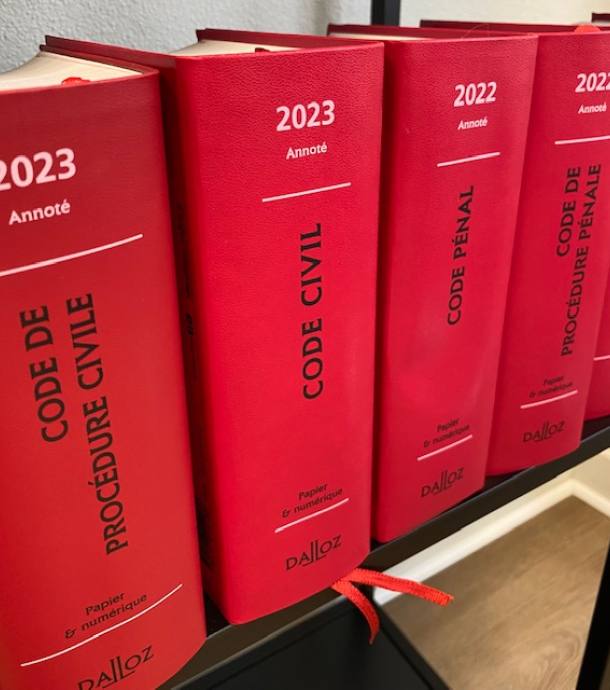 2023
Annoté
CODE DE
PROCÉDURE CIVILE
Papier
& numérique
DALLOZ
2023
Annoté
CODE CIVIL
Papier
& numérique
DALLOZ
2022
Annoté
CODE PÉNAL
Papier
& numérique
DALLOZ
2022
Annoté
CODE DE
PROCÉDURE PÉNALE
Papier
& numérique
DALLOZ